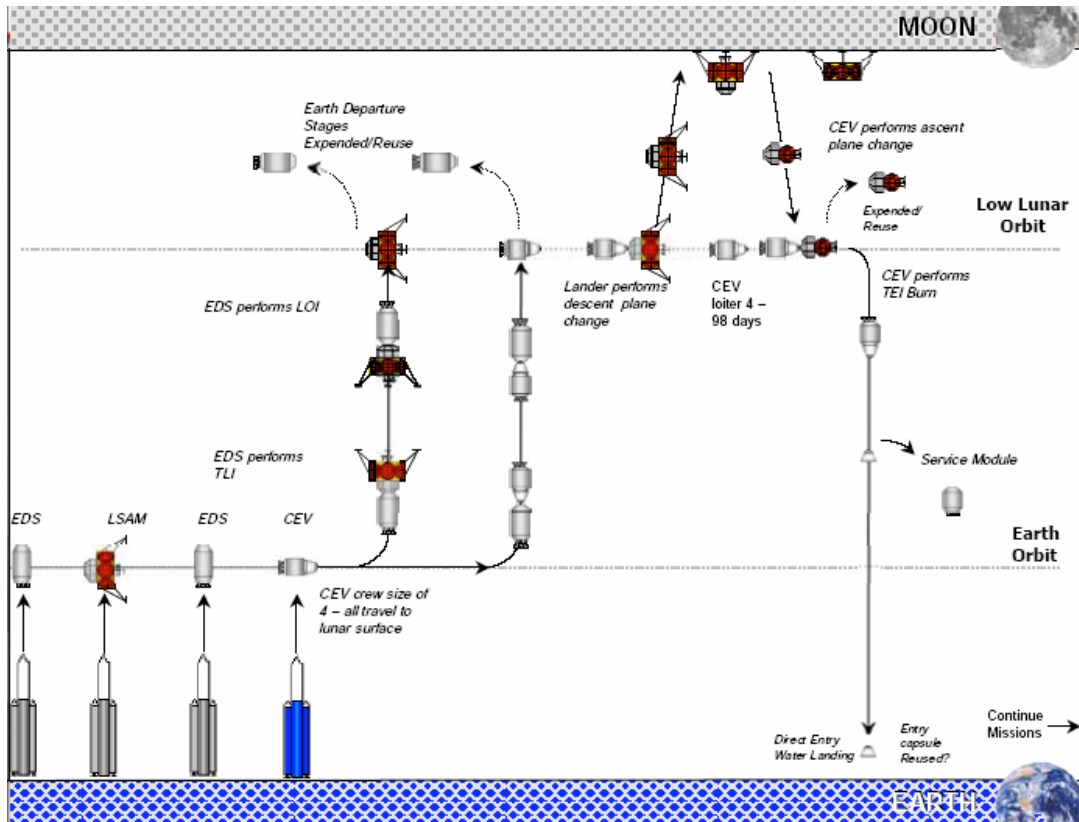 MOON
Earth Departure
Stages
Expended/Reuse
CEV performs ascent
plane change
Expended/
Reuse
Low Lunar
Orbit
EDS performs LOI
Lander performs
descent plane
change
CEV
loiter 4 –
98 days
CEV performs
TEI Burn
EDS performs
TLI
Service Module
EDS
LSAM
EDS
CEV
Earth
Orbit
CEV crew size of
4 – all travel to
lunar surface
Continue
Missions
Direct Entry
Water Landing
Entry
capsule
Reused?
EARTH